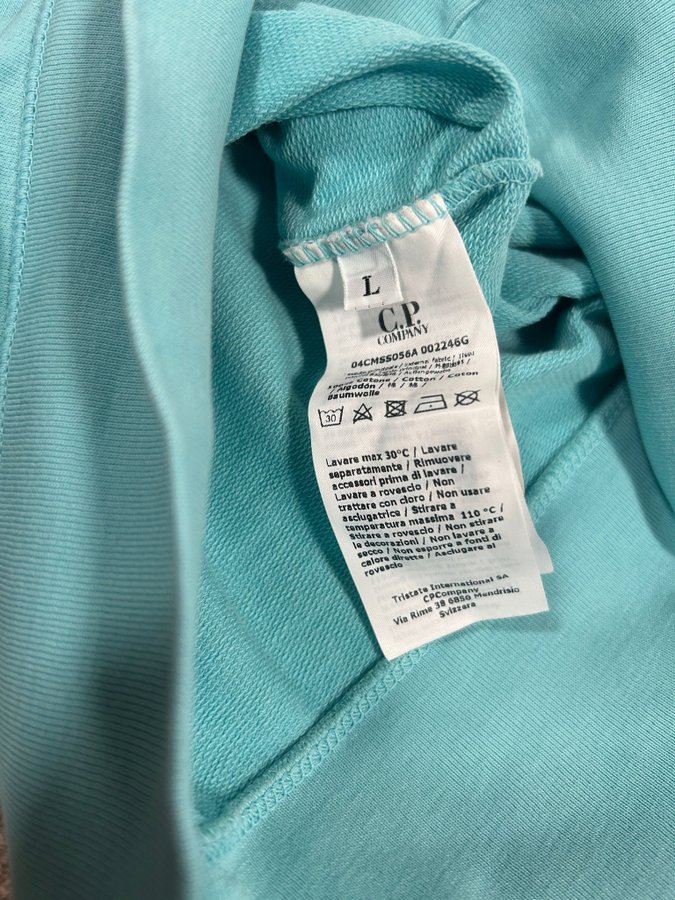 L
C.P.
COMPANY
04CMSS056A 002246G
cotone / Cotton / Coton
/ Algodón / 棉 / 綿 /
Baumwolle
30
Lavare max 30°C / Lavare
separatamente / Rimuovere
accessori prima di lavare /
Lavare a rovescio / Non
trattare con cloro / Non usare
asciugatrice / Stirare a
temperatura massima 110 °C /
Stirare a rovescio / Non stirare
le decorazioni / Non lavare a
secco / Non esporre a fonti di
calore dirette / Asciugare al
rovescio
Tristate International SA
CPCompany
Via Rime 38 6850 Mendrisio
Svizzera